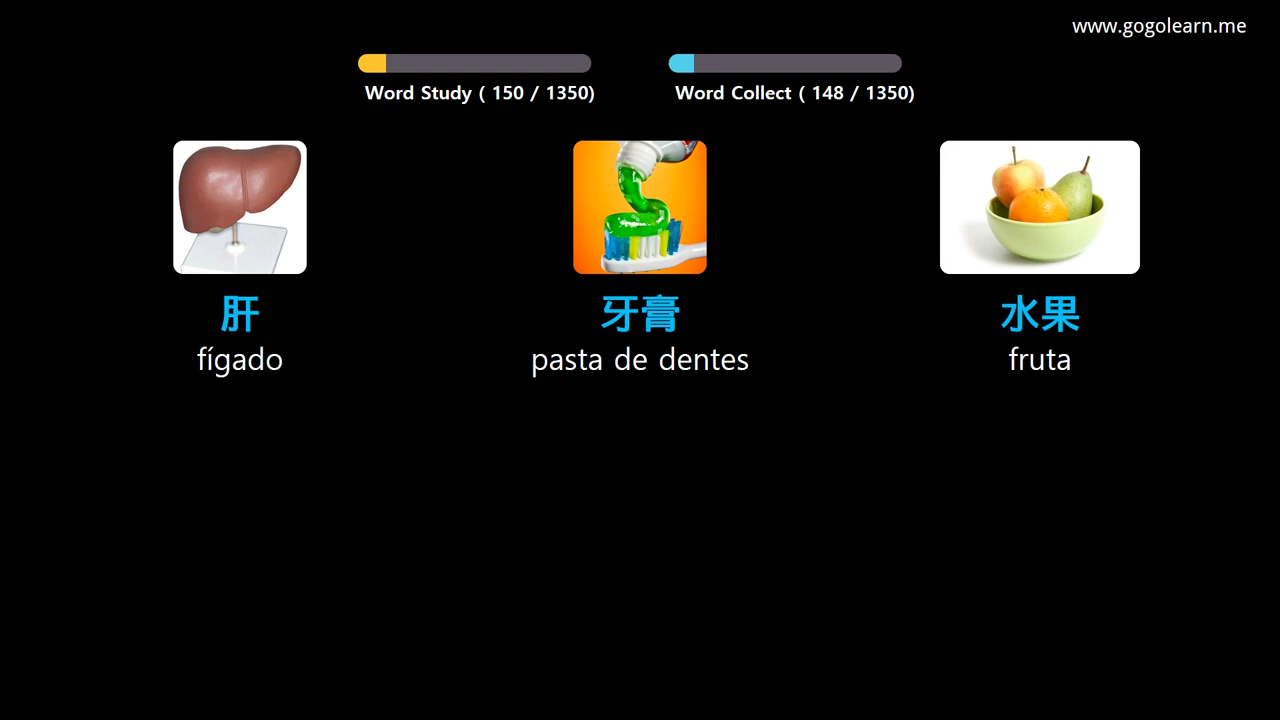 www.gogolearn.me
Word Study ( 150 / 1350)
Word Collect ( 148 / 1350)
肝
牙膏
水果
fígado
pasta de dentes
fruta